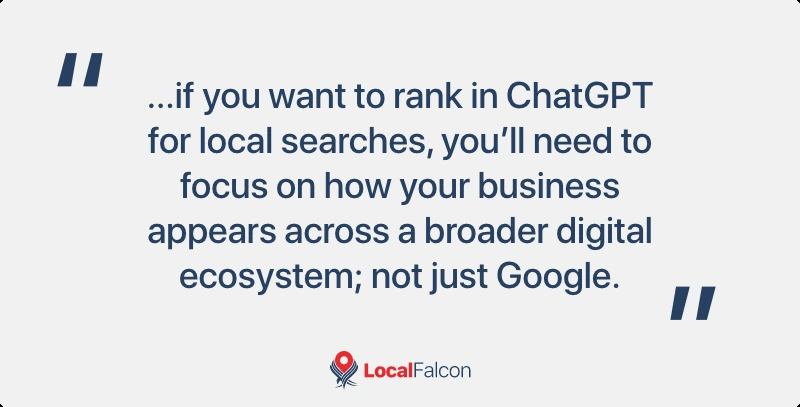 "
...if you want to rank in ChatGPT
for local searches, you’ll need to
focus on how your business
appears across a broader digital
ecosystem; not just Google.
"
LocalFalcon